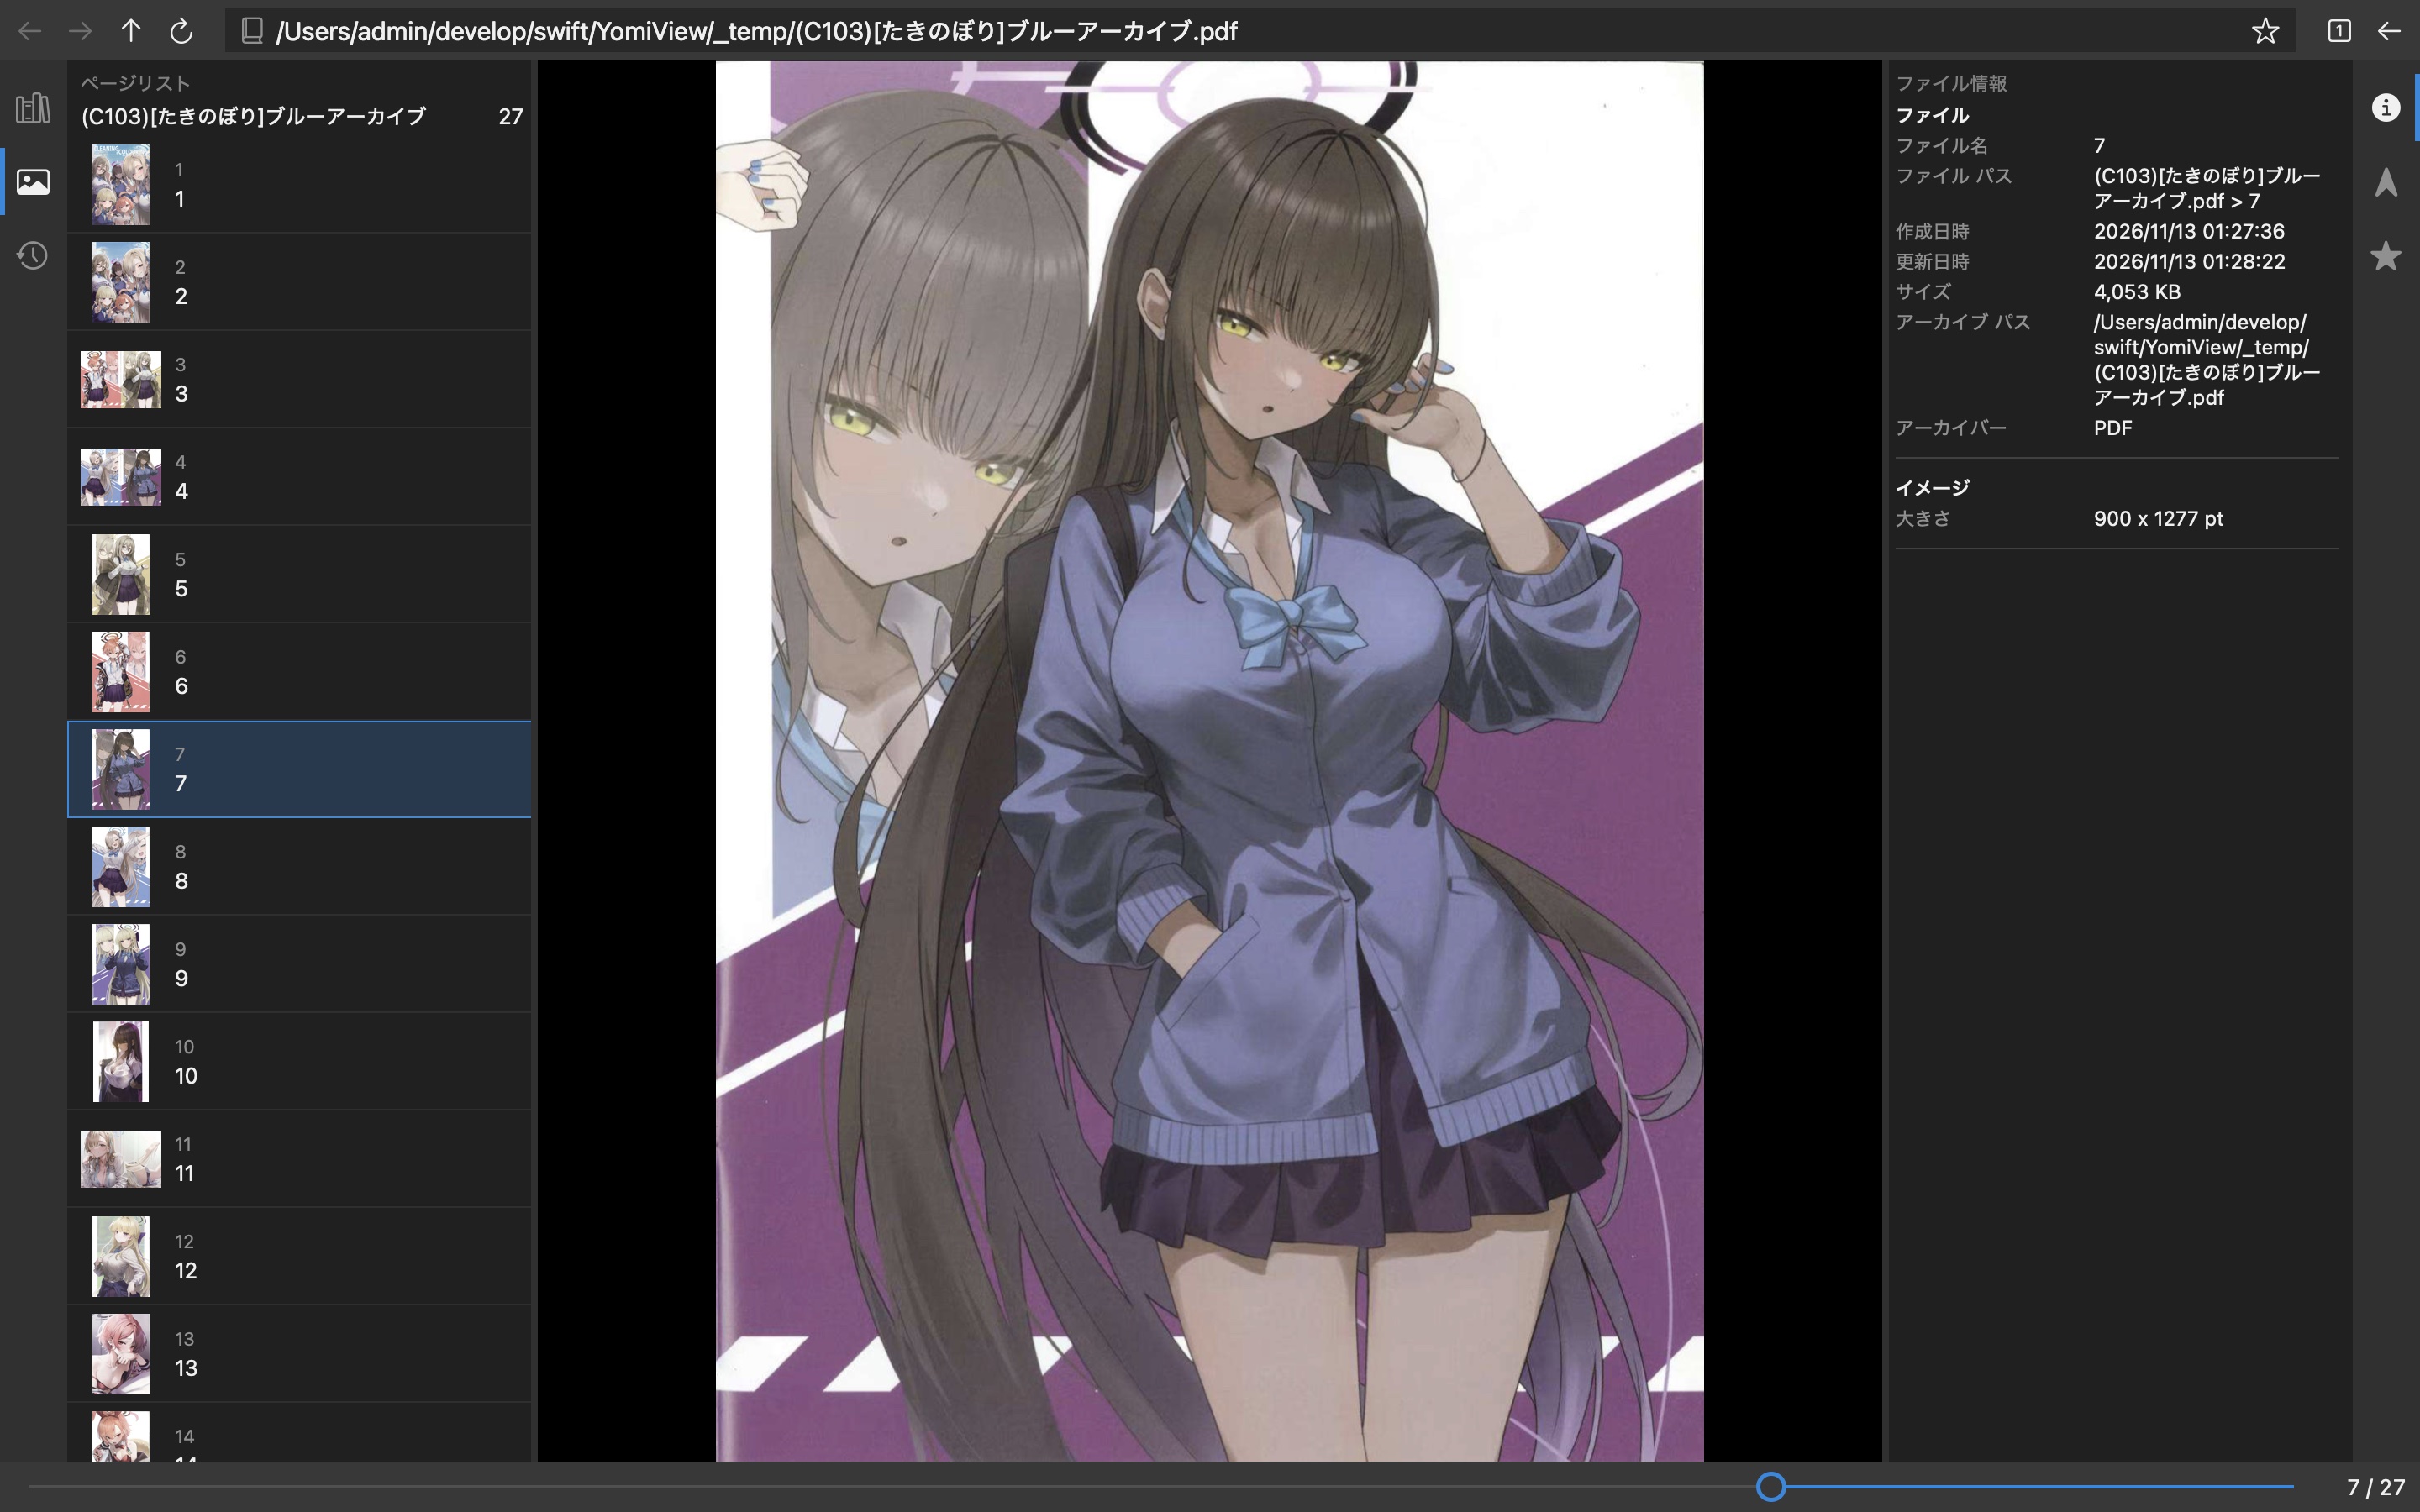 /Users/admin/develop/swift/YomiView/_temp/(C103)[たきのぼり]ブルーアーカイブ.pdf
1
ページリスト
(C103)[たきのぼり]ブルーアーカイブ 27
1
1
2
2
3
3
4
4
5
5
6
6
7
7
8
8
9
9
10
10
11
11
12
12
13
13
14
ファイル情報
ファイル
ファイル名 7
ファイル パス (C103)[たきのぼり]ブルー
アーカイブ.pdf > 7
作成日時 2026/11/13 01:27:36
更新日時 2026/11/13 01:28:22
サイズ 4,053 KB
アーカイブ パス /Users/admin/develop/
swift/YomiView/_temp/
(C103)[たきのぼり]ブルー
アーカイブ.pdf
アーカイバー PDF
イメージ
大きさ 900 x 1277 pt
7 / 27